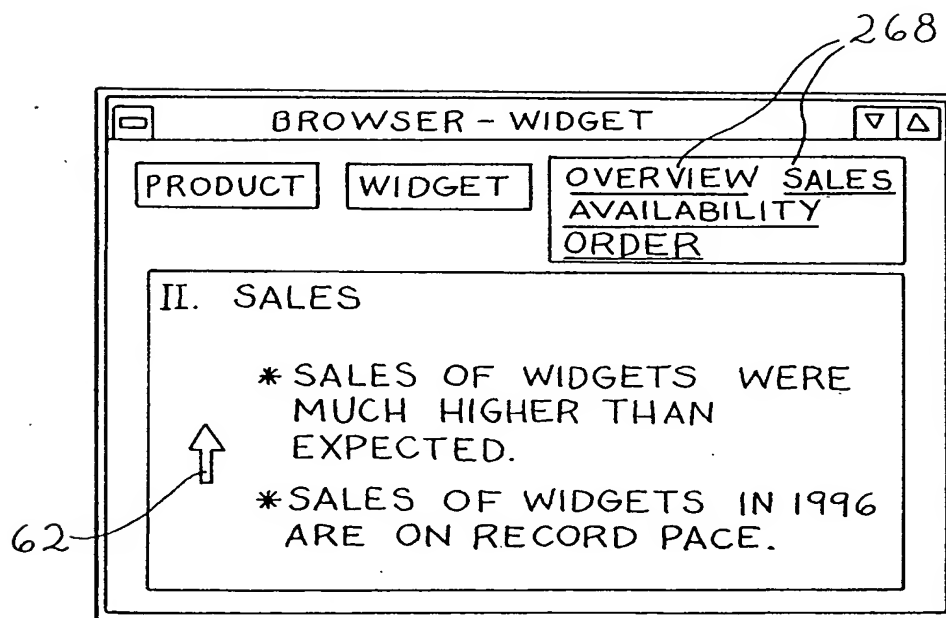 268
BROWSER - WIDGET
PRODUCT WIDGET OVERVIEW SALES
AVAILABILITY
ORDER
II. SALES
* SALES OF WIDGETS WERE
MUCH HIGHER THAN
EXPECTED.
* SALES OF WIDGETS IN 1996
ARE ON RECORD PACE.
62